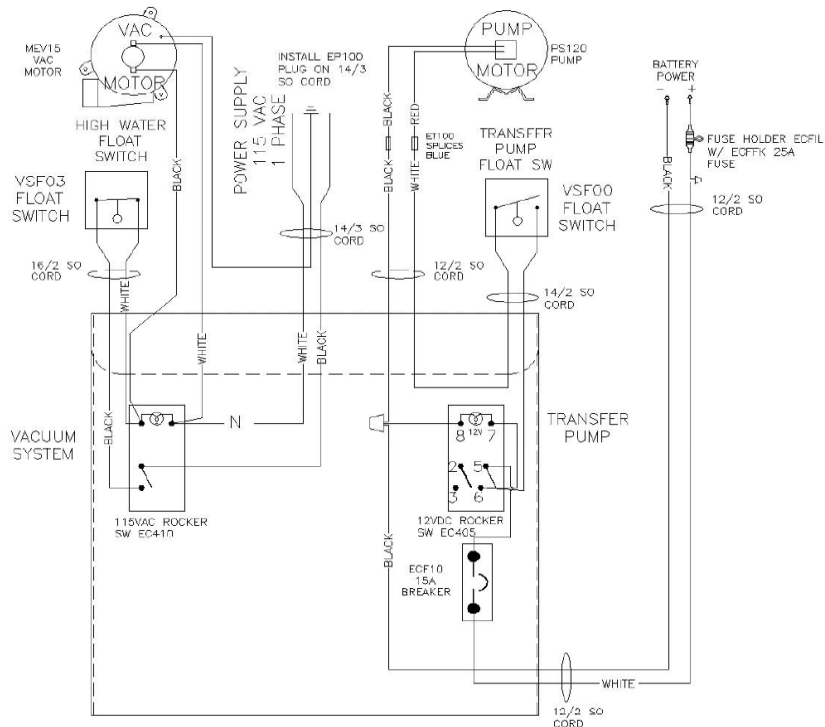 MEV15
VAC
MOTOR
VAC
MOTOR
HIGH WATER
FLOAT
SWITCH
VSF03
FLOAT
SWITCH
16/2 SO
CORD
WHITE
BLACK
BLACK
WHITE
POWER SUPPLY
115 VAC
1 PHASE
INSTALL EP100
PLUG ON 14/3
SO CORD
14/3 SO
CORD
WHITE
BLACK
PUMP
MOTOR
PS120
PUMP
BLACK
BLACK
RED
WHITE
ET100
SPLICES
BLUE
TRANSFER
PUMP
FLOAT SW
VSF00
FLOAT
SWITCH
12/2 SO
CORD
14/2 SO
CORD
BATTERY
POWER
- +
FUSE HOLDER ECFIL
W/ ECFFK 25A
FUSE
BLACK
12/2 SO
CORD
VACUUM
SYSTEM
N
115VAC ROCKER
SW EC410
TRANSFER
PUMP
8 12V 7
2 5
3 6
12VDC ROCKER
SW EC405
BLACK
ECF10
15A
BREAKER
WHITE
12/2 SO
CORD